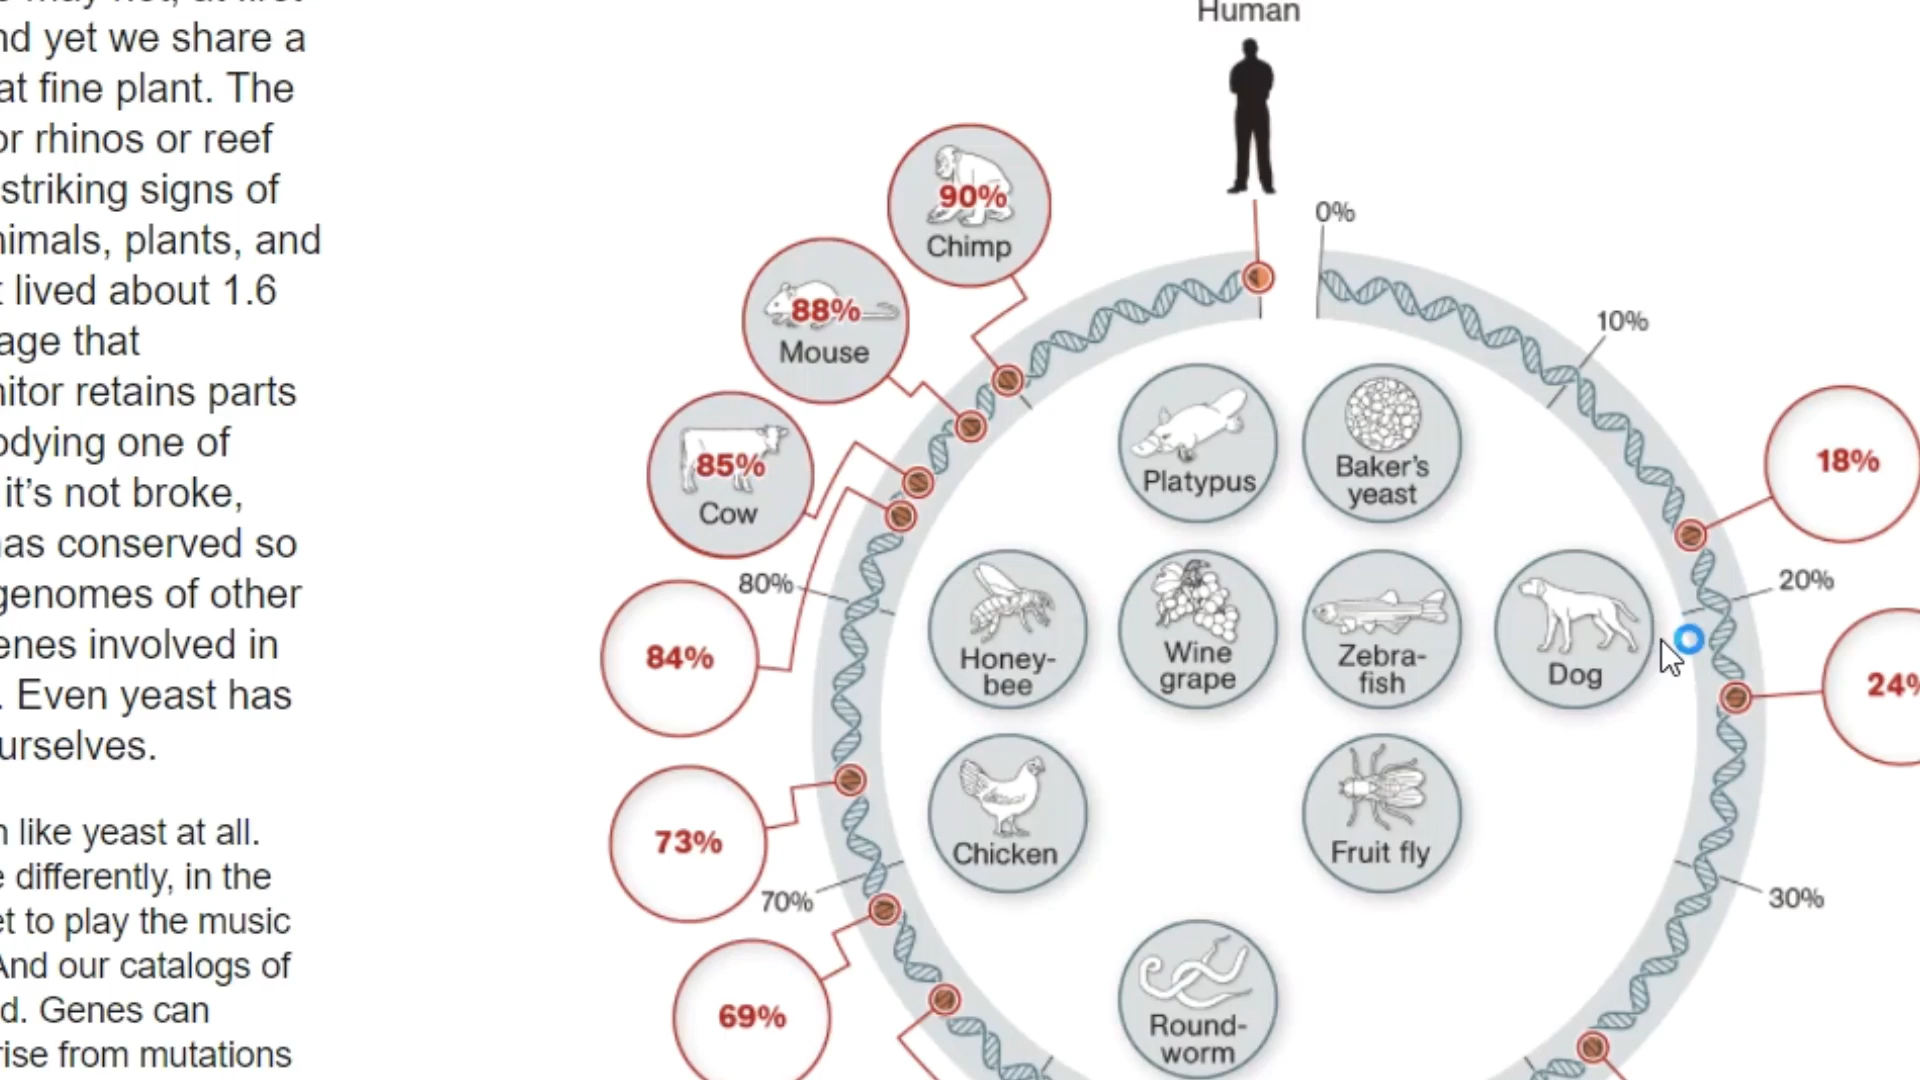 nd yet we share a
at fine plant. The
or rhinos or reef
striking signs of
nimals, plants, and
t lived about 1.6
age that
nitor retains parts
odying one of
it’s not broke,
has conserved so
genomes of other
enes involved in
. Even yeast has
urselves.
n like yeast at all.
e differently, in the
et to play the music
And our catalogs of
d. Genes can
rise from mutations
Human
0%
10%
20%
30%
90%
Chimp
88%
Mouse
85%
Cow
80%
84%
73%
70%
69%
18%
24%
Platypus
Baker’s
yeast
Honey-
bee
Wine
grape
Zebra-
fish
Dog
Chicken
Fruit fly
Round-
worm